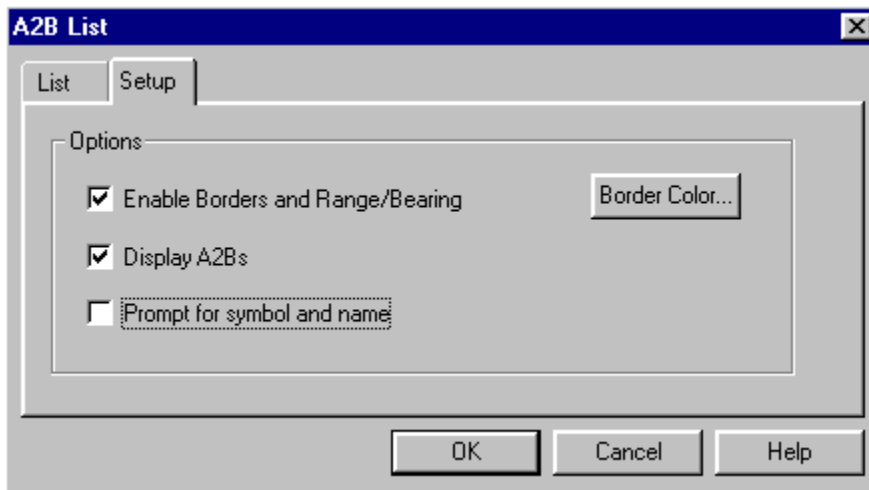 A2B List
List
Setup
Options
Enable Borders and Range/Bearing
Border Color...
Display A2Bs
Prompt for symbol and name
OK
Cancel
Help